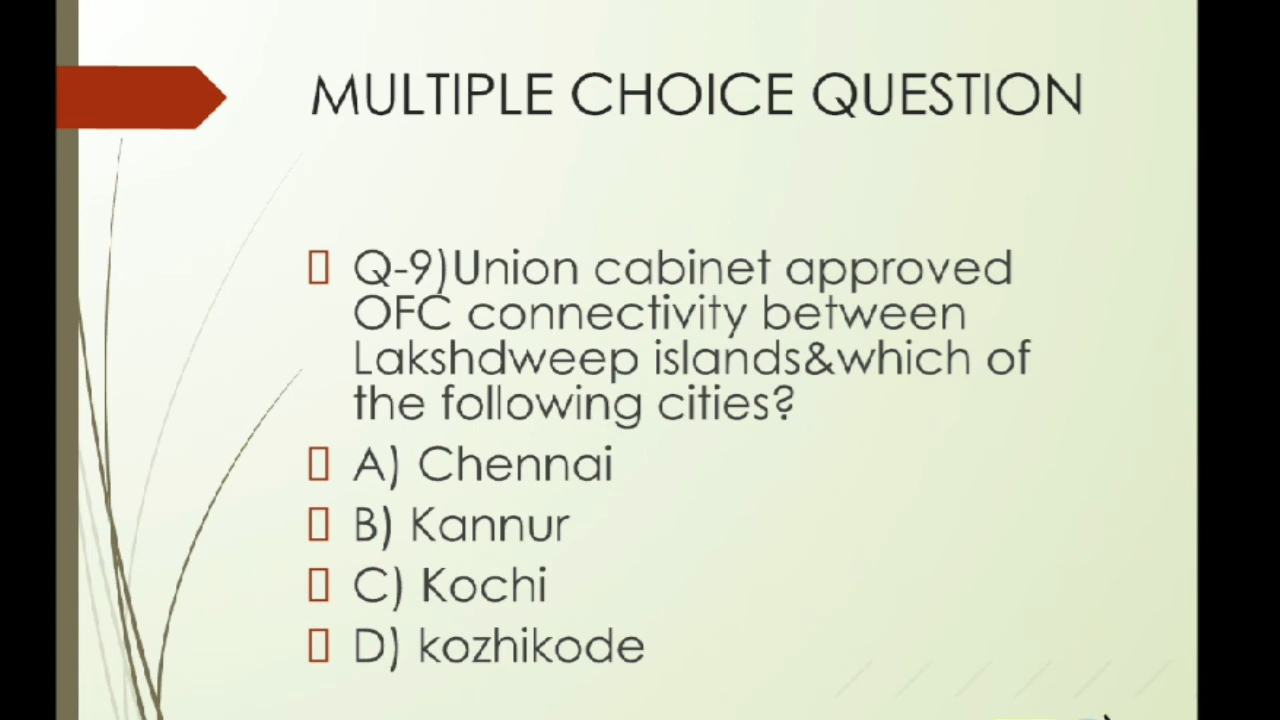 MULTIPLE CHOICE QUESTION
Q-9)Union cabinet approved
OFC connectivity between
Lakshdweep islands&which of
the following cities?
A) Chennai
B) Kannur
C) Kochi
D) kozhikode